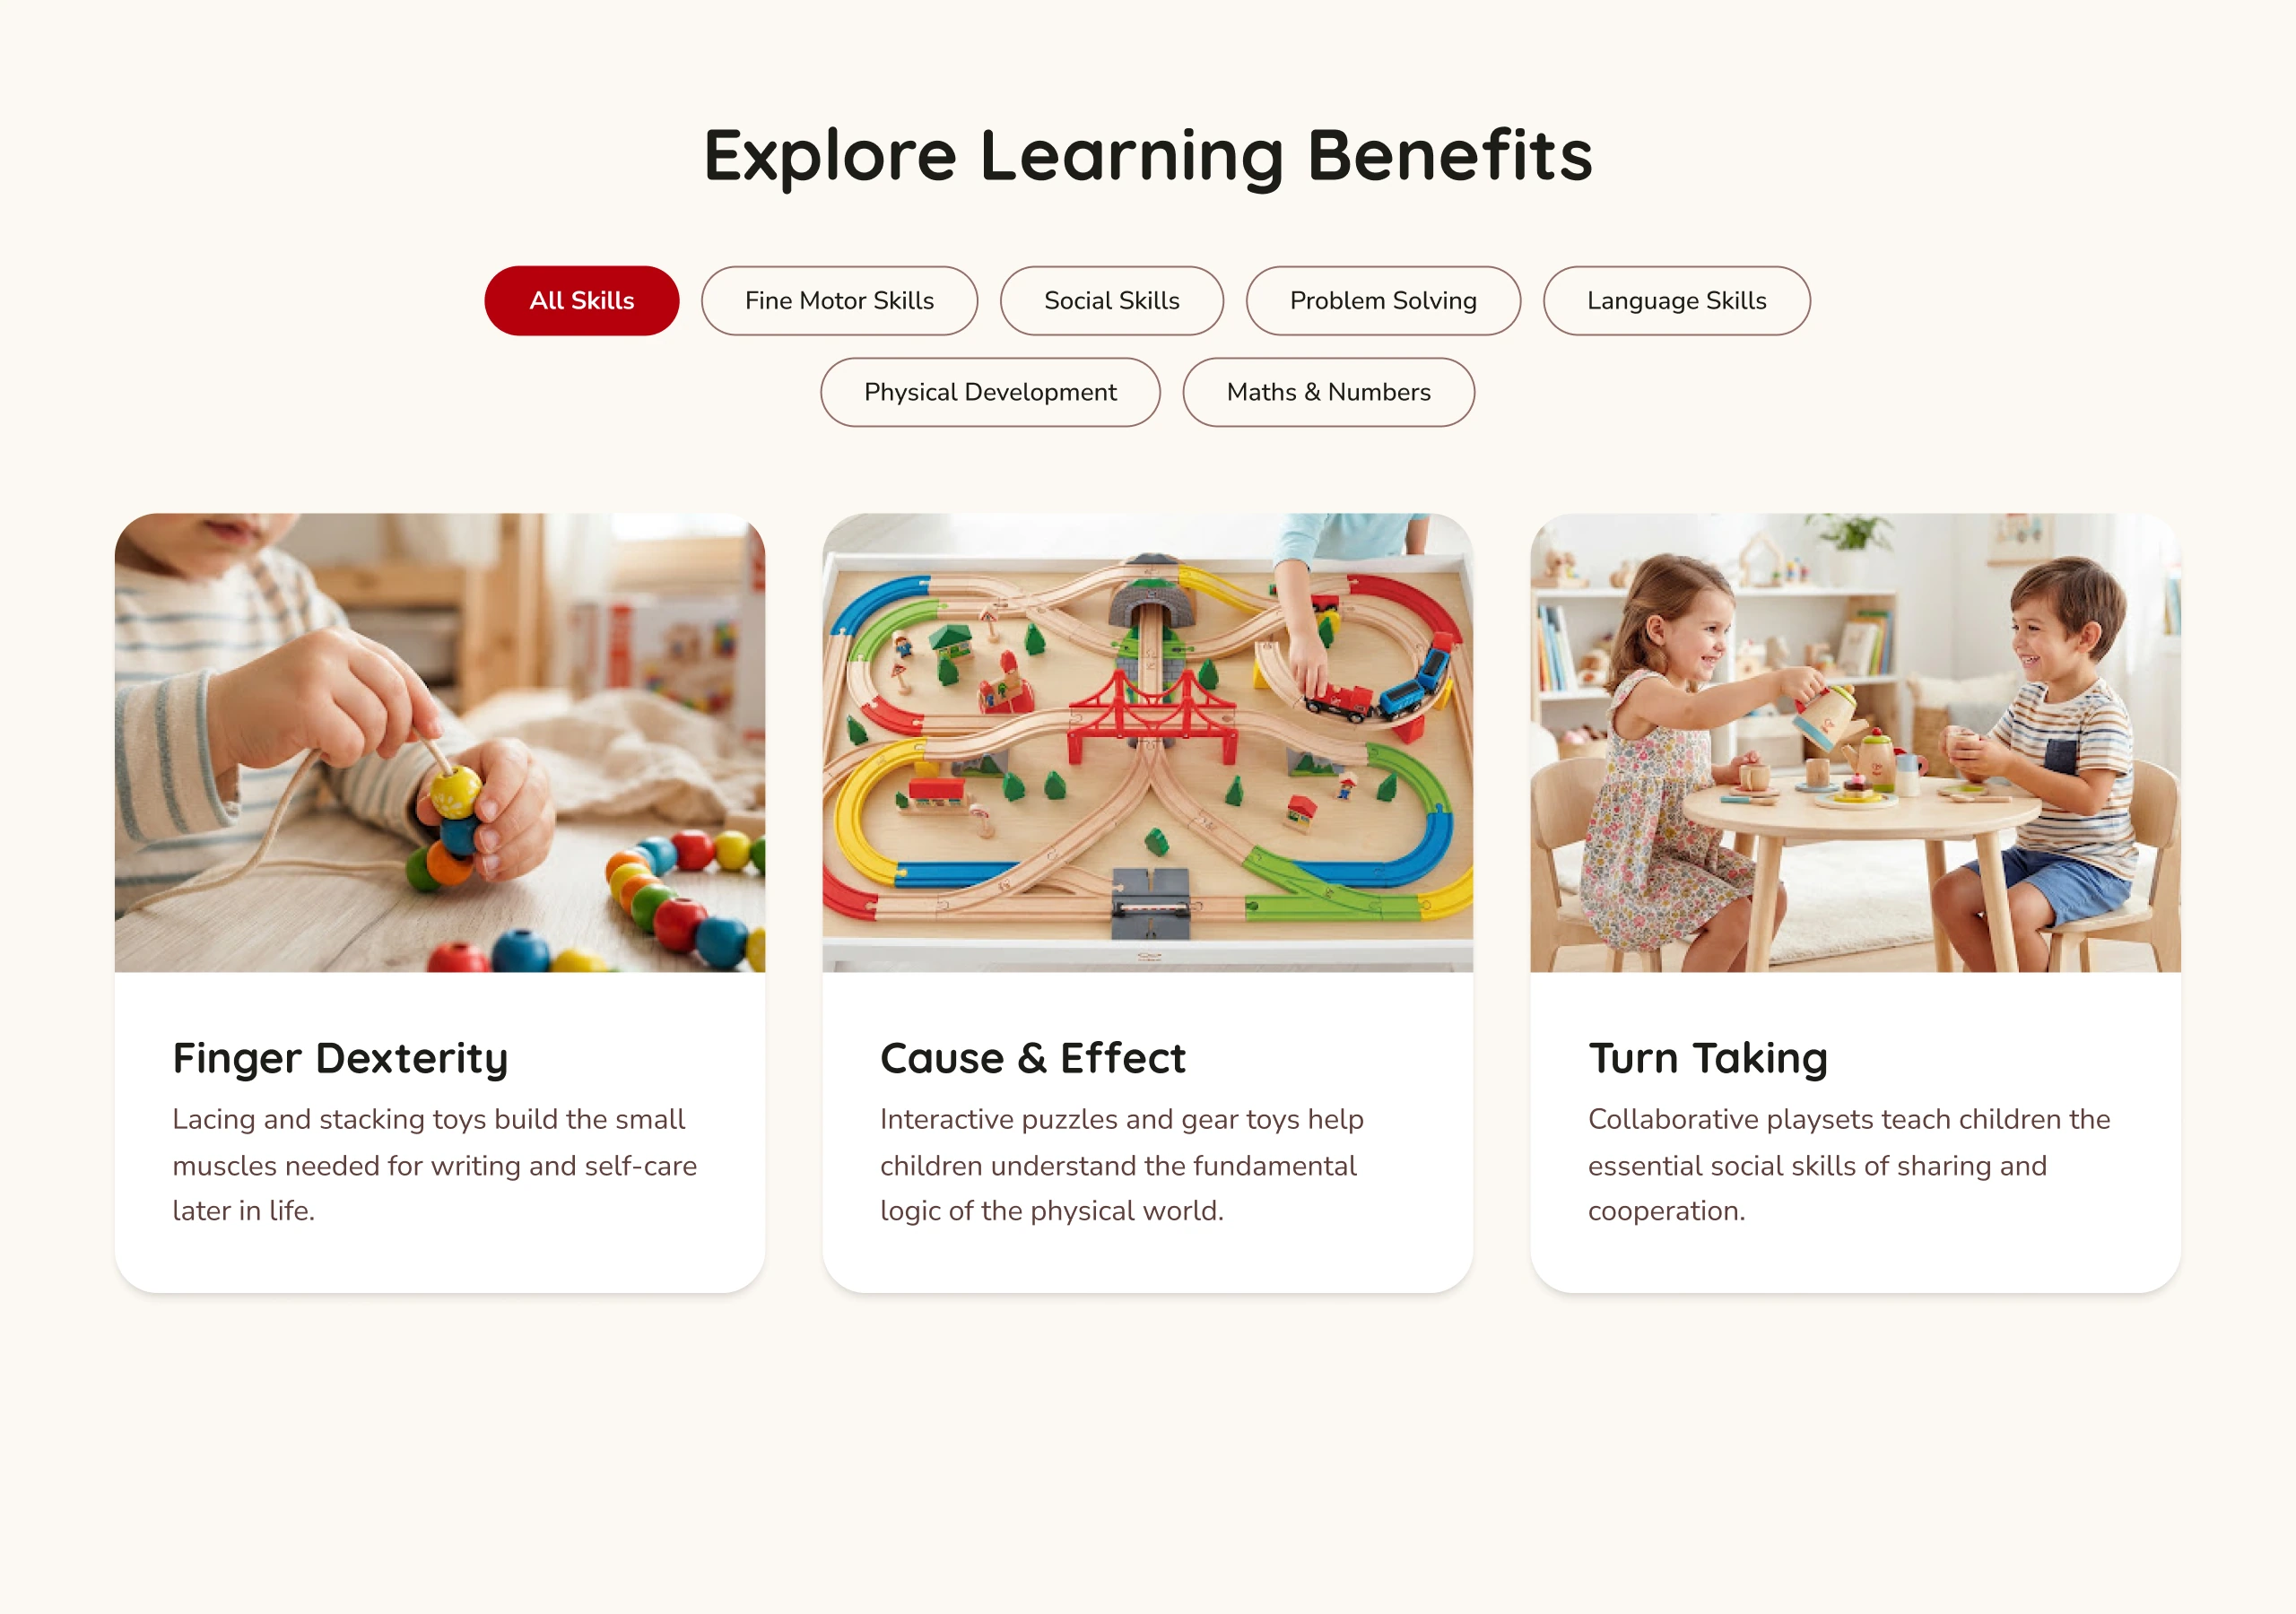 Explore Learning Benefits
All Skills
Fine Motor Skills
Social Skills
Problem Solving
Language Skills
Physical Development
Maths & Numbers
Finger Dexterity
Lacing and stacking toys build the small
muscles needed for writing and self-care
later in life.
Cause & Effect
Interactive puzzles and gear toys help
children understand the fundamental
logic of the physical world.
Turn Taking
Collaborative playsets teach children the
essential social skills of sharing and
cooperation.